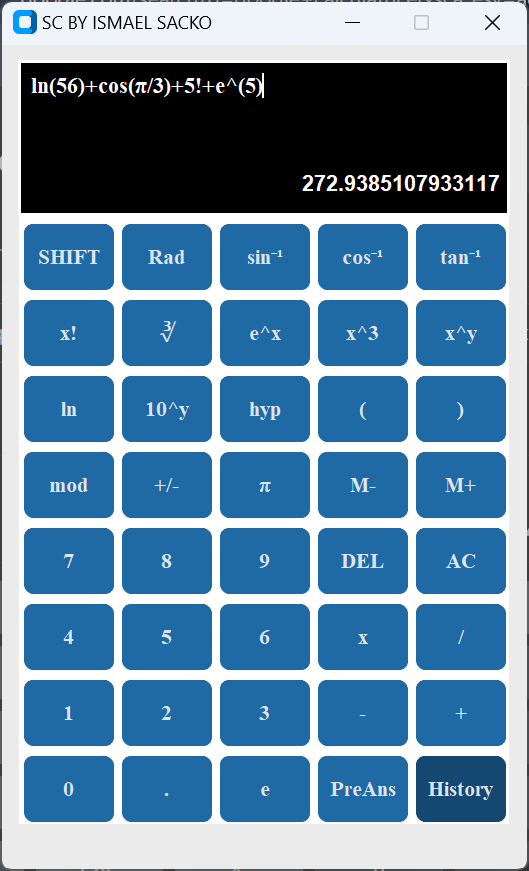 SC BY ISMAEL SACKO
ln(56)+cos(π/3)+5!+e^(5)
272.9385107933117
SHIFT Rad sin⁻¹ cos⁻¹ tan⁻¹
x! ∛ e^x x^3 x^y
ln 10^y hyp ( )
mod +/- π M- M+
7 8 9 DEL AC
4 5 6 x /
1 2 3 - +
0 . e PreAns History